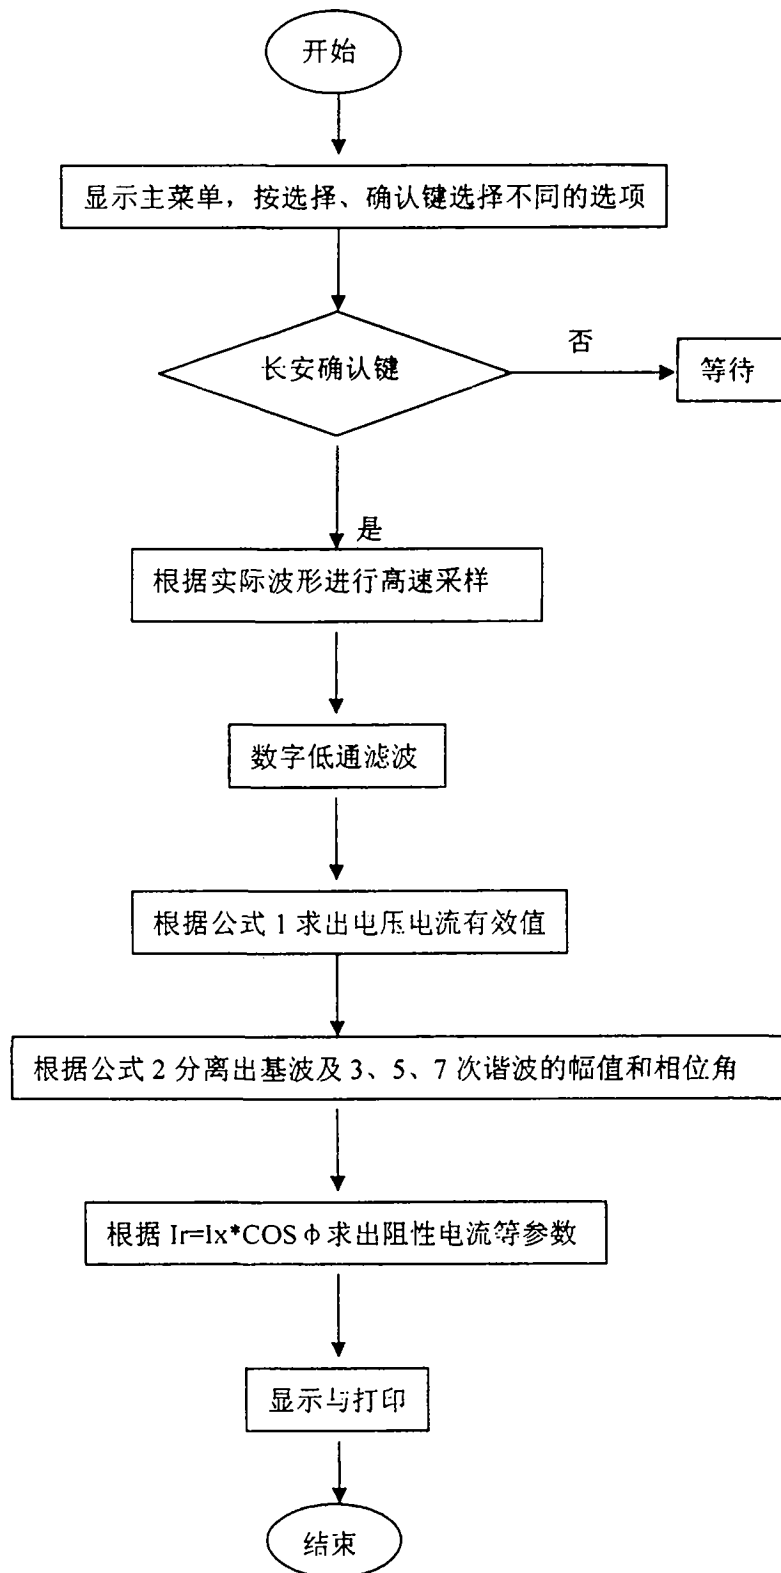 开始
显示主菜单，按选择、确认键选择不同的选项
长安确认键
否
等待
是
根据实际波形进行高速采样
数字低通滤波
根据公式 1 求出电压电流有效值
根据公式 2 分离出基波及 3、5、7 次谐波的幅值和相位角
根据 Ir=Ix*COSφ求出阻性电流等参数
显示与打印
结束